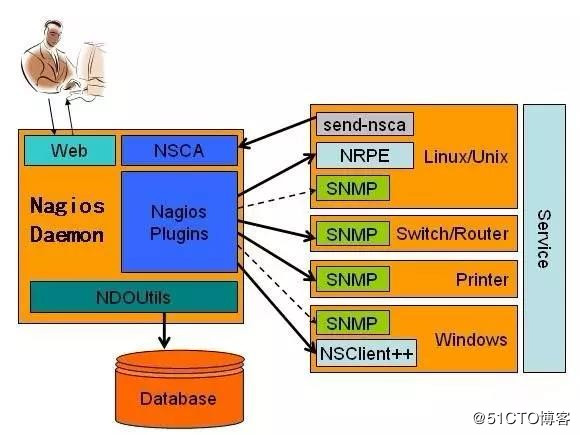 Web
NSCA
Nagios
Daemon
Nagios
Plugins
NDOUtils
Database
send-nsca
NRPE
Linux/Unix
SNMP
SNMP
Switch/Router
SNMP
Printer
SNMP
Windows
NSClient++
Service
@51CTO博客